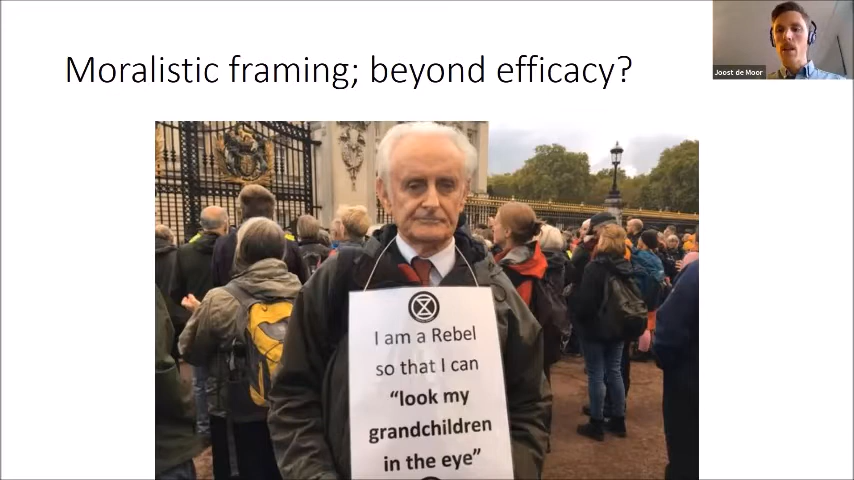 Moralistic framing; beyond efficacy?
Joost de Moor
I am a Rebel
so that I can
“look my
grandchildren
in the eye”